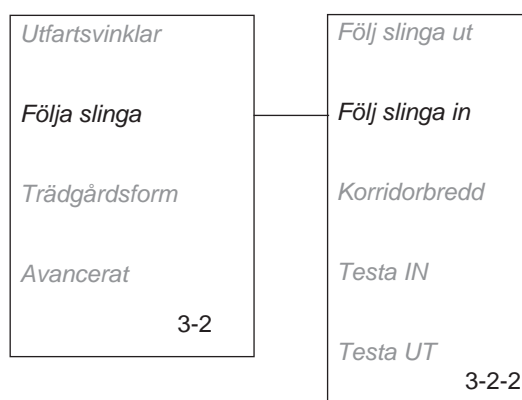 Utfartsvinklar
Följa slinga
Trädgårdsform
Avancerat
3-2
Följ slinga ut
Följ slinga in
Korridorbredd
Testa IN
Testa UT
3-2-2